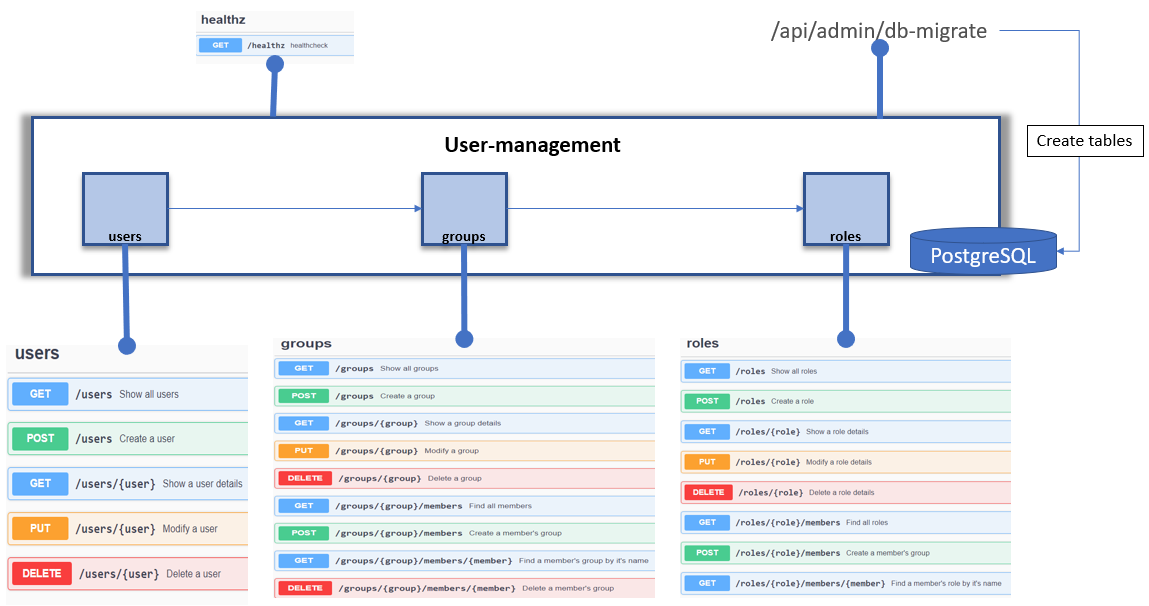 healthz
GET /healthz healthcheck
/api/admin/db-migrate
Create tables
User-management
users
groups
roles
PostgreSQL
users
GET /users Show all users
POST /users Create a user
GET /users/{user} Show a user details
PUT /users/{user} Modify a user
DELETE /users/{user} Delete a user
groups
GET /groups Show all groups
POST /groups Create a group
GET /groups/{group} Show a group details
PUT /groups/{group} Modify a group
DELETE /groups/{group} Delete a group
GET /groups/{group}/members Find all members
POST /groups/{group}/members Create a member's group
GET /groups/{group}/members/{member} Find a member's group by it's name
DELETE /groups/{group}/members/{member} Delete a member's group
roles
GET /roles Show all roles
POST /roles Create a role
GET /roles/{role} Show a role details
PUT /roles/{role} Modify a role details
DELETE /roles/{role} Delete a role details
GET /roles/{role}/members Find all roles
POST /roles/{role}/members Create a member's group
GET /roles/{role}/members/{member} Find a member's role by it's name